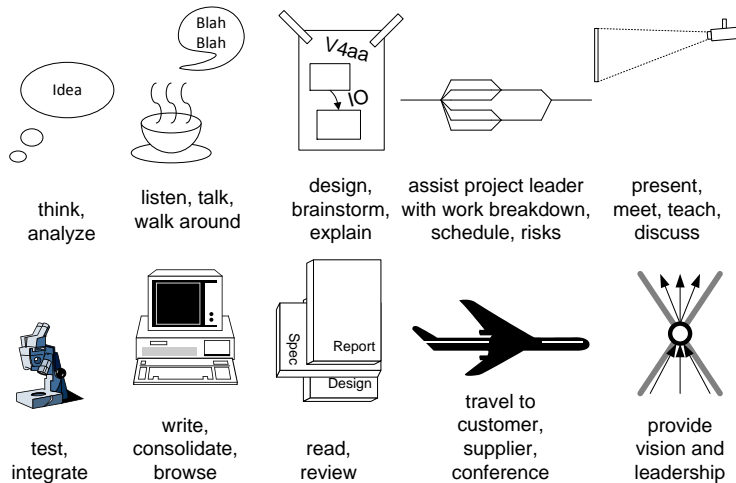 Blah
Blah
Idea
V4aa
IO
think,
analyze
listen, talk,
walk around
design,
brainstorm,
explain
assist project leader
with work breakdown,
schedule, risks
present,
meet, teach,
discuss
Spec
Report
Design
test,
integrate
write,
consolidate,
browse
read,
review
travel to
customer,
supplier,
conference
provide
vision and
leadership